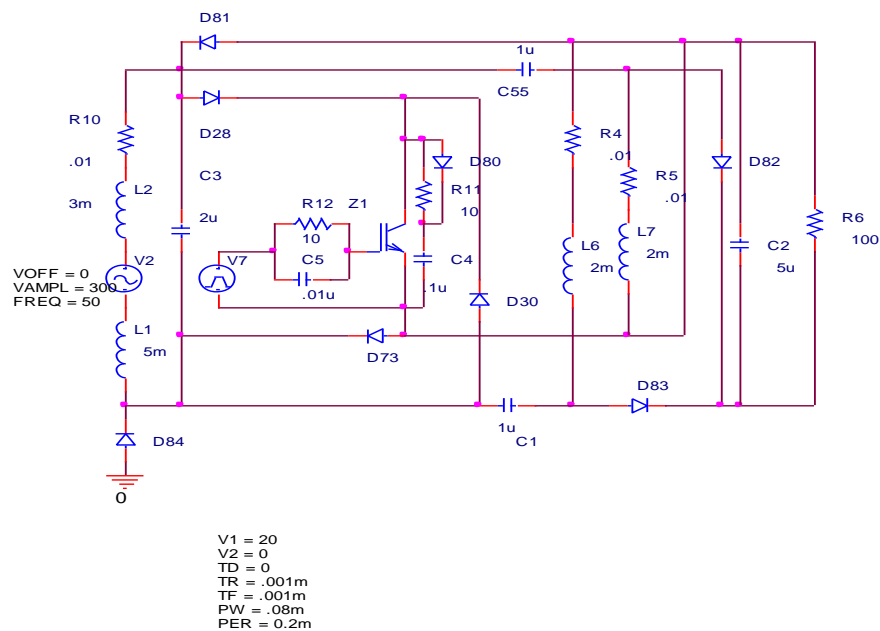 D81
1u
C55
R10
.01
D28
C3
2u
L2
3m
R12
10
Z1
D80
R11
10
R4
.01
R5
.01
D82
R6
100
V7
C5
.01u
C4
.1u
L6
2m
L7
2m
C2
5u
VOFF = 0
VAMPL = 300
FREQ = 50
V2
L1
5m
D73
D30
D83
1u
C1
D84
0
V1 = 20
V2 = 0
TD = 0
TR = .001m
TF = .001m
PW = .08m
PER = 0.2m